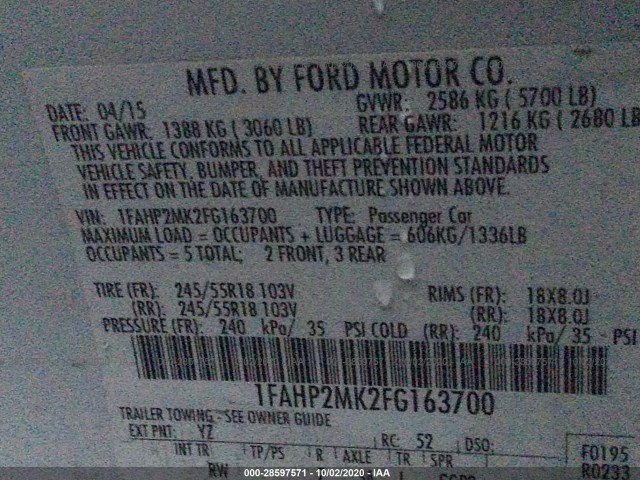 MFD. BY FORD MOTOR CO.
DATE: 04/15 GVWR: 2586 KG ( 5700 LB)
FRONT GAWR: 1388 KG ( 3060 LB) REAR GAWR: 1216 KG ( 2680 LB
THIS VEHICLE CONFORMS TO ALL APPLICABLE FEDERAL MOTOR
VEHICLE SAFETY, BUMPER, AND THEFT PREVENTION STANDARDS
IN EFFECT ON THE DATE OF MANUFACTURE SHOWN ABOVE.
VIN: 1FAHP2MK2FG163700 TYPE: Passenger Car
MAXIMUM LOAD = OCCUPANTS + LUGGAGE = 606KG/1336LB
OCCUPANTS = 5 TOTAL; 2 FRONT, 3 REAR
TIRE (FR): 245/55R18 103V RIMS (FR): 18X8.0J
(RR): 245/55R18 103V (RR): 18X8.0J
PRESSURE (FR): 240 kPa/ 35 PSI COLD (RR): 240 kPa/ 35 PSI
1FAHP2MK2FG163700
TRAILER TOWING - SEE OWNER GUIDE
EXT PNT: YZ RC: 52 DSO: F0195
INT TR TP/PS R AXLE TR SPR R0233
RW
000-28597571 - 10/02/2020 - IAA